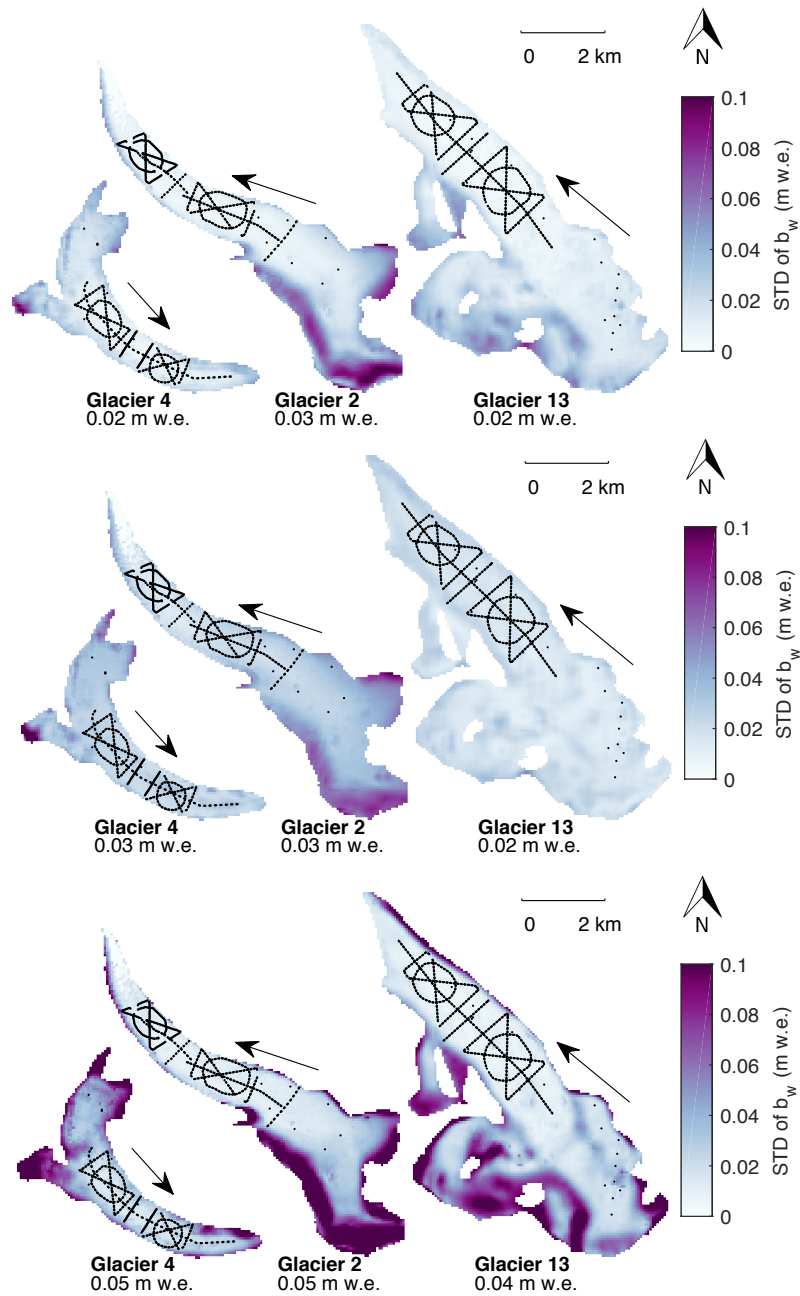 0 2 km
N
0.1
0.08
0.06
0.04
0.02
0
STD of bw (m w.e.)
Glacier 4
0.02 m w.e.
Glacier 2
0.03 m w.e.
Glacier 13
0.02 m w.e.
0 2 km
N
0.1
0.08
0.06
0.04
0.02
0
STD of bw (m w.e.)
Glacier 4
0.03 m w.e.
Glacier 2
0.03 m w.e.
Glacier 13
0.02 m w.e.
0 2 km
N
0.1
0.08
0.06
0.04
0.02
0
STD of bw (m w.e.)
Glacier 4
0.05 m w.e.
Glacier 2
0.05 m w.e.
Glacier 13
0.04 m w.e.